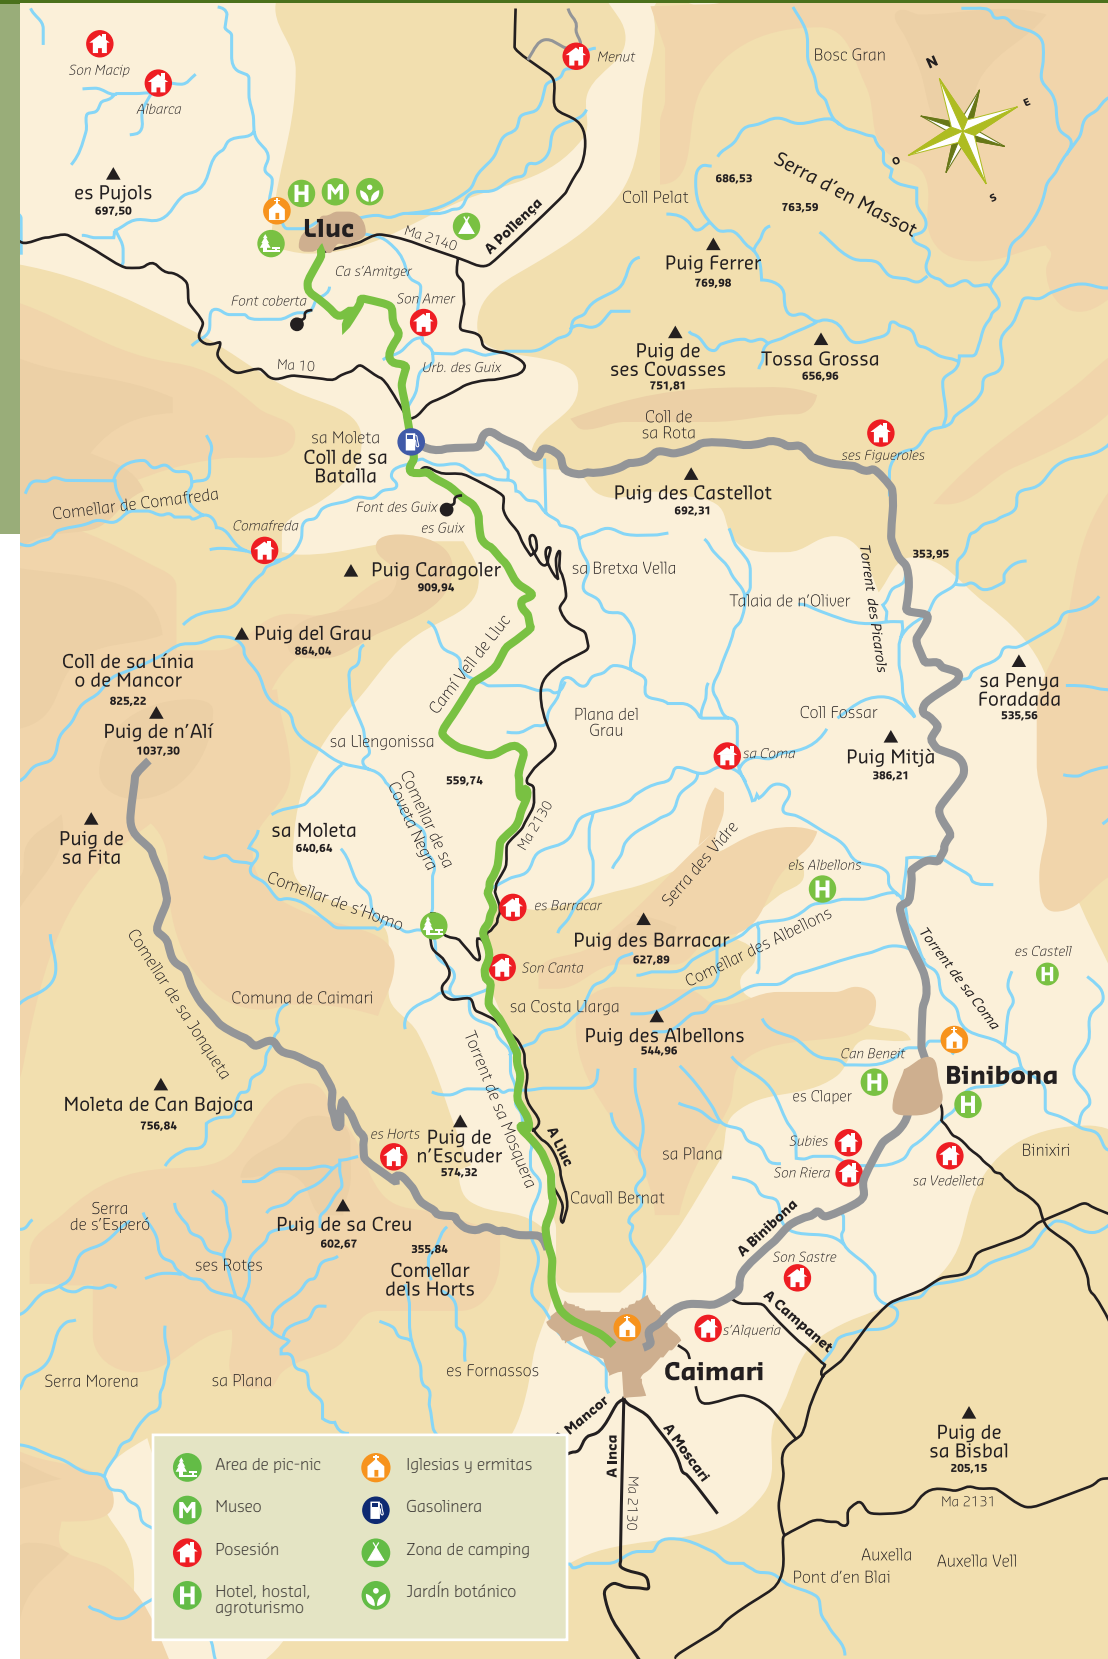 Son Macip
Albarca
Menut
Bosc Gran
N
E
O
S
es Pujols
697,50
H
M
Lluc
Ma 2140
A Pollença
Coll Pelat
686,53
763,59
Serra d'en Massot
Puig Ferrer
769,98
Ca s'Amitger
Font coberta
Son Amer
Ma 10
Urb. des Guix
Puig de
ses Covasses
751,81
Tossa Grossa
656,96
Coll de
sa Rota
ses Figueroles
sa Moleta
Coll de sa
Batalla
Puig des Castellot
692,31
Comellar de Comafreda
Comafreda
Font des Guix
es Guix
Puig Caragoler
909,94
sa Bretxa Vella
353,95
Talaia de n'Oliver
Torrent des Picarols
Puig del Grau
864,04
Camí Vell de Lluc
Coll de sa Línia
o de Mancor
825,22
Puig de n'Alí
1037,30
sa Penya
Foradada
535,56
Plana del
Grau
Coll Fossar
sa Llengonissa
sa Coma
Puig Mitjà
386,21
559,74
Comellar de sa
Coveta Negra
Ma 2130
Puig de
sa Fita
sa Moleta
640,64
Serra des Vidre
els Albellons
H
Comellar de s'Homo
es Barracar
Puig des Barracar
627,89
Comellar des Albellons
Torrent de sa Coma
es Castell
H
Son Canta
Comellar de sa Jonqueta
Comuna de Caimari
sa Costa Llarga
Puig des Albellons
544,96
Torrent de sa Mosquera
Can Beneit
H
Binibona
H
es Claper
Moleta de Can Bajoca
756,84
es Horts
Puig de
n'Escuder
574,32
A Lluc
sa Plana
Subies
Son Riera
sa Vedelleta
Binixiri
Cavall Bernat
Serra
de s'Esperó
Puig de sa Creu
602,67
355,84
Comellar
dels Horts
ses Rotes
A Binibona
Son Sastre
A Campanet
s'Alqueria
Caimari
Serra Morena
sa Plana
es Fornassos
Mancor
A Inca
A Moscari
Ma 2130
Puig de
sa Bisbal
205,15
Ma 2131
Auxella
Auxella Vell
Pont d'en Blai
Area de pic-nic
Iglesias y ermitas
M
Museo
Gasolinera
Posesión
Zona de camping
H
Hotel, hostal,
agroturismo
JardÍn botánico